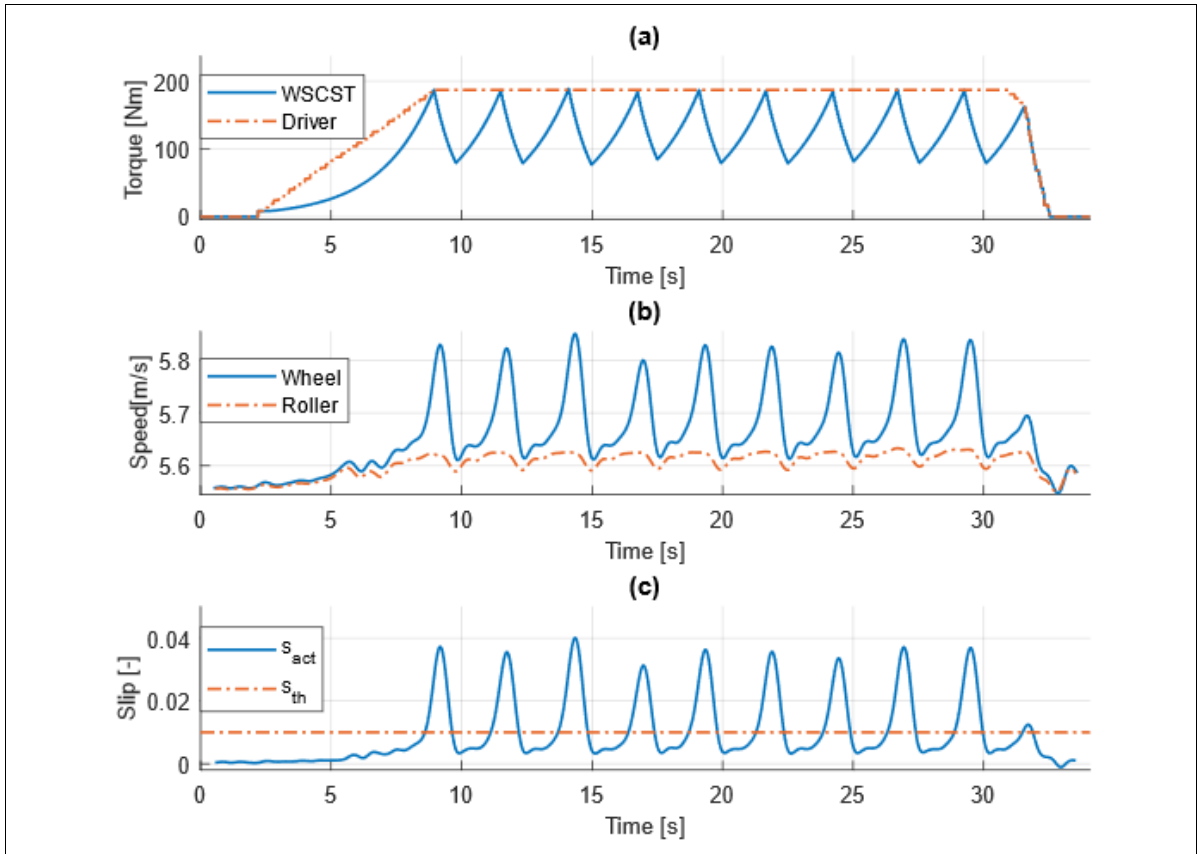 (a)
Torque [Nm]
200
100
0
WSCST
Driver
0 5 10 15 20 25 30
Time [s]
(b)
Speed[m/s]
5.8
5.7
5.6
Wheel
Roller
0 5 10 15 20 25 30
Time [s]
(c)
Slip [-]
0.04
0.02
0
s_act
s_th
0 5 10 15 20 25 30
Time [s]